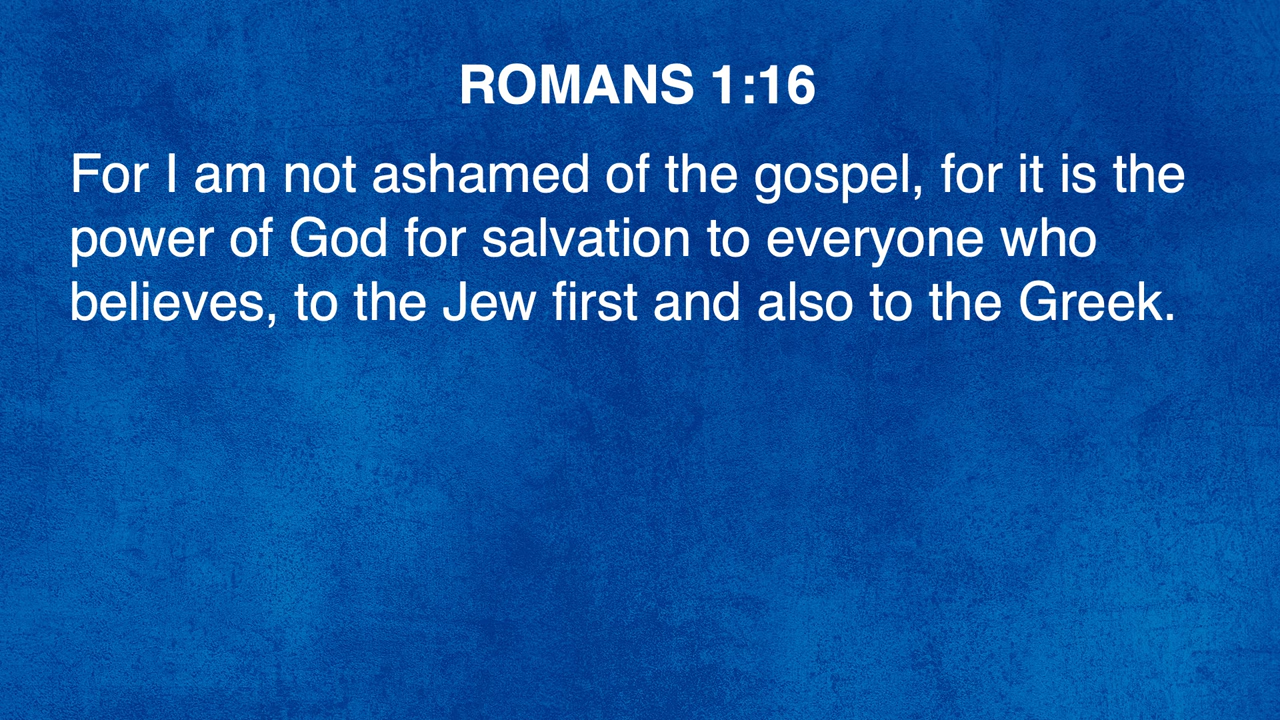 ROMANS 1:16
For I am not ashamed of the gospel, for it is the
power of God for salvation to everyone who
believes, to the Jew first and also to the Greek.